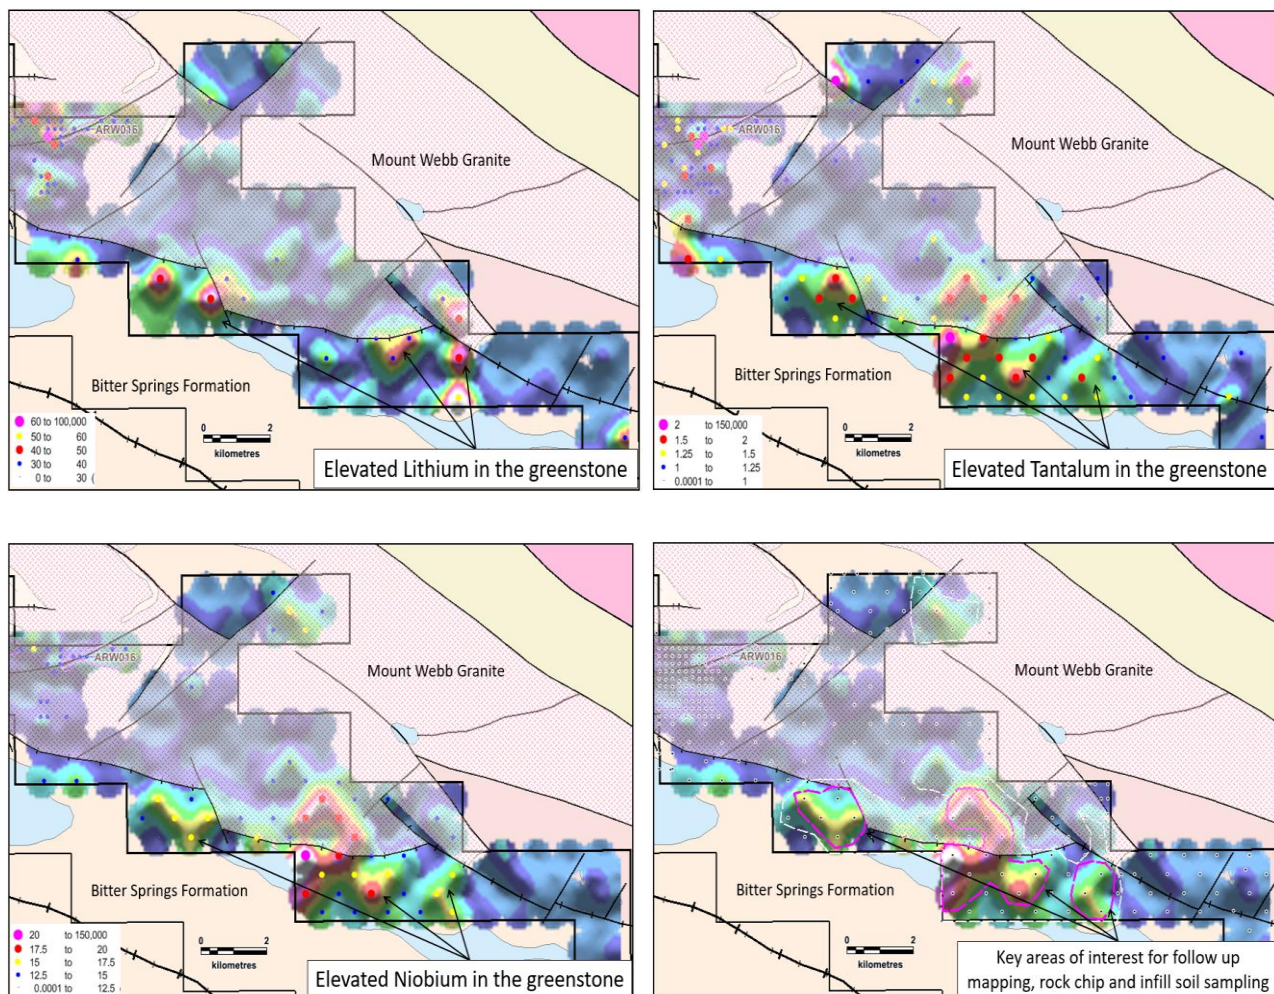 ARW016
Mount Webb Granite
Bitter Springs Formation
60 to 100,000
50 to 60
40 to 50
30 to 40
0 to 30 (
0 2
kilometres
Elevated Lithium in the greenstone
ARW016
Mount Webb Granite
Bitter Springs Formation
2 to 150,000
1.5 to 2
1.25 to 1.5
1 to 1.25
0.0001 to 1
0 2
kilometres
Elevated Tantalum in the greenstone
ARW016
Mount Webb Granite
Bitter Springs Formation
20 to 150,000
17.5 to 20
15 to 17.5
12.5 to 15
0.0001 to 12.5
0 2
kilometres
Elevated Niobium in the greenstone
ARW016
Mount Webb Granite
Bitter Springs Formation
0 2
kilometres
Key areas of interest for follow up
mapping, rock chip and infill soil sampling